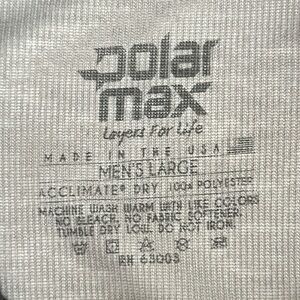 polar
max
Layers For Life
MADE IN THE USA
MEN'S LARGE
ACCLIMATE® DRY 100% POLYESTER
MACHINE WASH WARM WITH LIKE COLORS
NO BLEACH. NO FABRIC SOFTENER.
TUMBLE DRY LOW. DO NOT IRON.
RN 63003